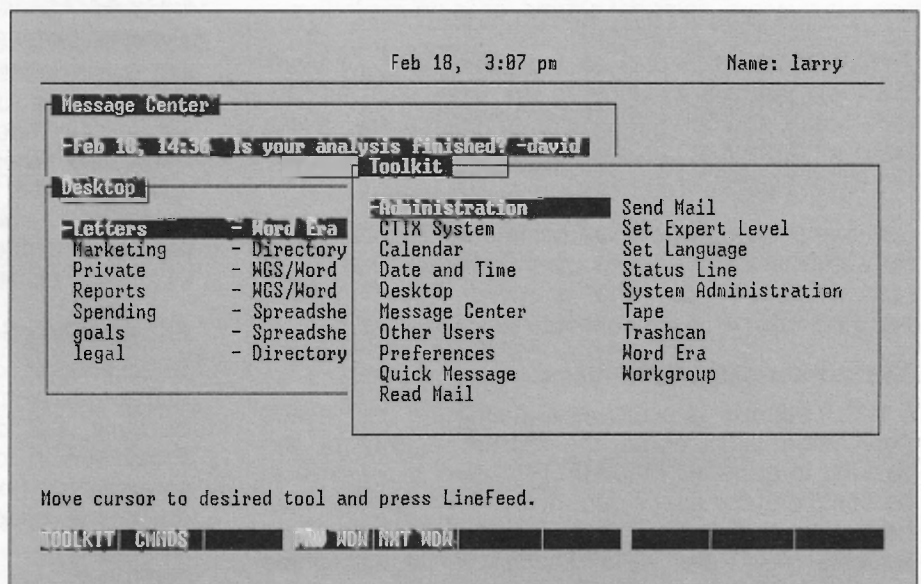 Feb 18, 3:07 pm Name: larry
Message Center
-Feb 18, 14:36 Is your analysis finished? -david
Toolkit
Desktop
-letters - Word Era
Marketing - Directory
Private - WGS/Word
Reports - WGS/Word
Spending - Spreadshe
goals - Spreadshe
legal - Directory
-Administration
CTIX System
Calendar
Date and Time
Desktop
Message Center
Other Users
Preferences
Quick Message
Read Mail
Send Mail
Set Expert Level
Set Language
Status Line
System Administration
Tape
Trashcan
Word Era
Workgroup
Move cursor to desired tool and press LineFeed.
TOOLKIT CMNDS WDW NXT WDW